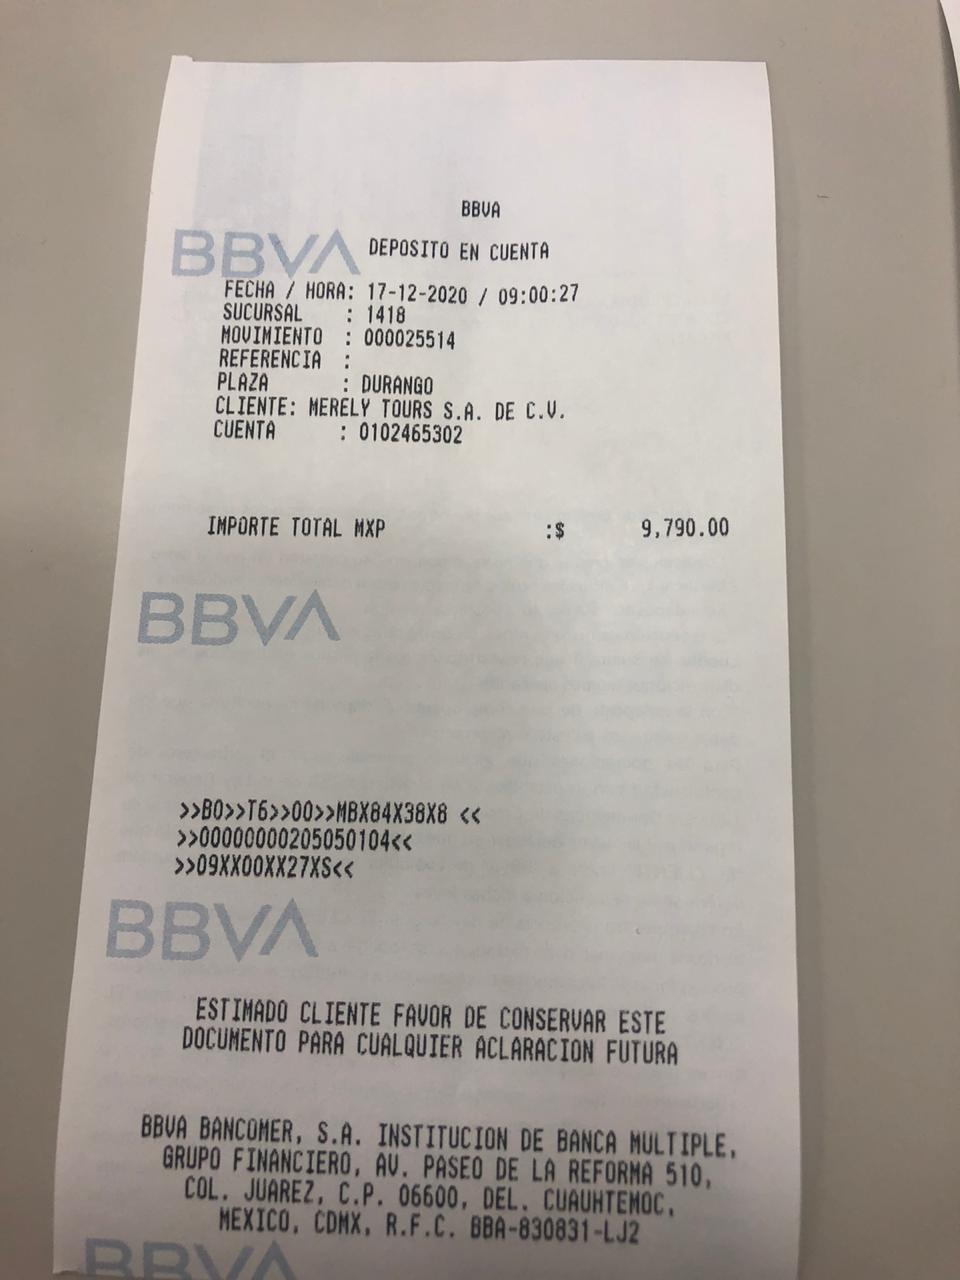 BBVA
BBVA DEPOSITO EN CUENTA
FECHA / HORA: 17-12-2020 / 09:00:27
SUCURSAL : 1418
MOVIMIENTO : 000025514
REFERENCIA :
PLAZA : DURANGO
CLIENTE: MERELY TOURS S.A. DE C.V.
CUENTA : 0102465302
IMPORTE TOTAL MXP :$ 9,790.00
BBVA
>>BO>>T6>>00>>MBX84X38X8 <<
>>00000000205050104<<
>>09XX00XX27XS<<
BBVA
ESTIMADO CLIENTE FAVOR DE CONSERVAR ESTE
DOCUMENTO PARA CUALQUIER ACLARACION FUTURA
BBVA BANCOMER, S.A. INSTITUCION DE BANCA MULTIPLE,
GRUPO FINANCIERO, AV. PASEO DE LA REFORMA 510,
COL. JUAREZ, C.P. 06600, DEL. CUAUHTEMOC,
MEXICO, CDMX, R.F.C. BBA-830831-LJ2
BBVA